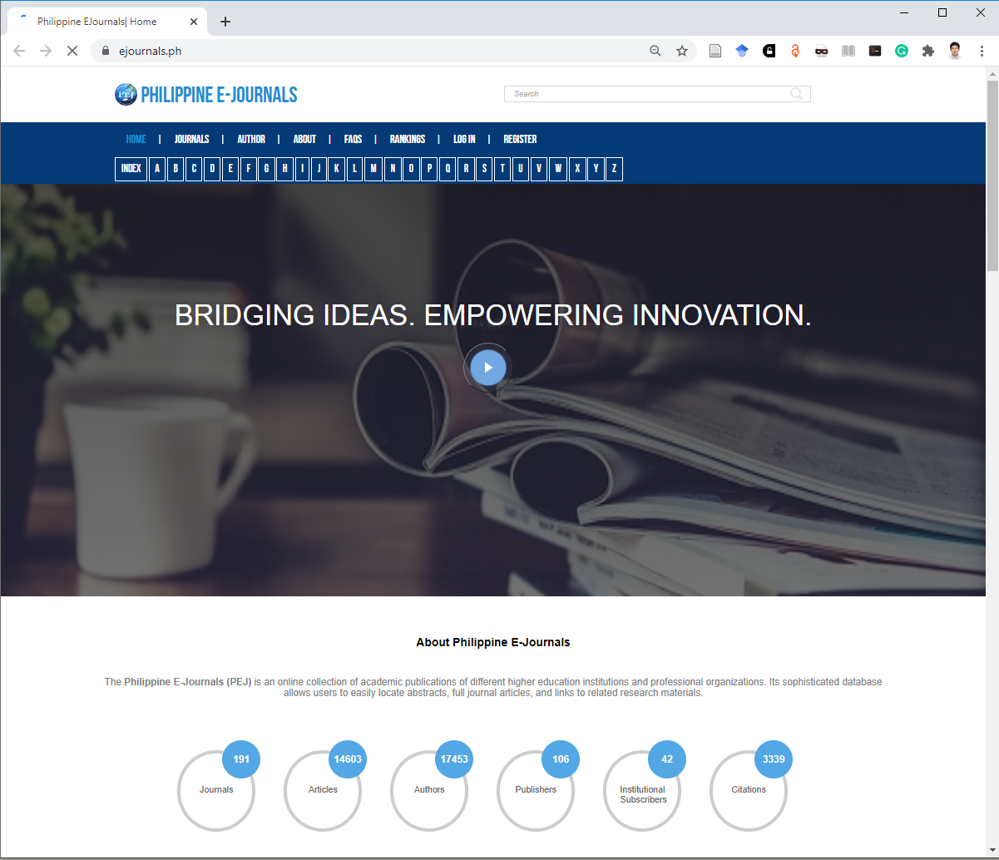 Philippine EJournals| Home
ejournals.ph
PEJ PHILIPPINE E-JOURNALS
Search
HOME | JOURNALS | AUTHOR | ABOUT | FAQS | RANKINGS | LOG IN | REGISTER
INDEX A B C D E F G H I J K L M N O P Q R S T U V W X Y Z
BRIDGING IDEAS. EMPOWERING INNOVATION.
About Philippine E-Journals
The Philippine E-Journals (PEJ) is an online collection of academic publications of different higher education institutions and professional organizations. Its sophisticated database
allows users to easily locate abstracts, full journal articles, and links to related research materials.
191 14603 17453 106 42 3339
Journals Articles Authors Publishers Institutional Citations
Subscribers